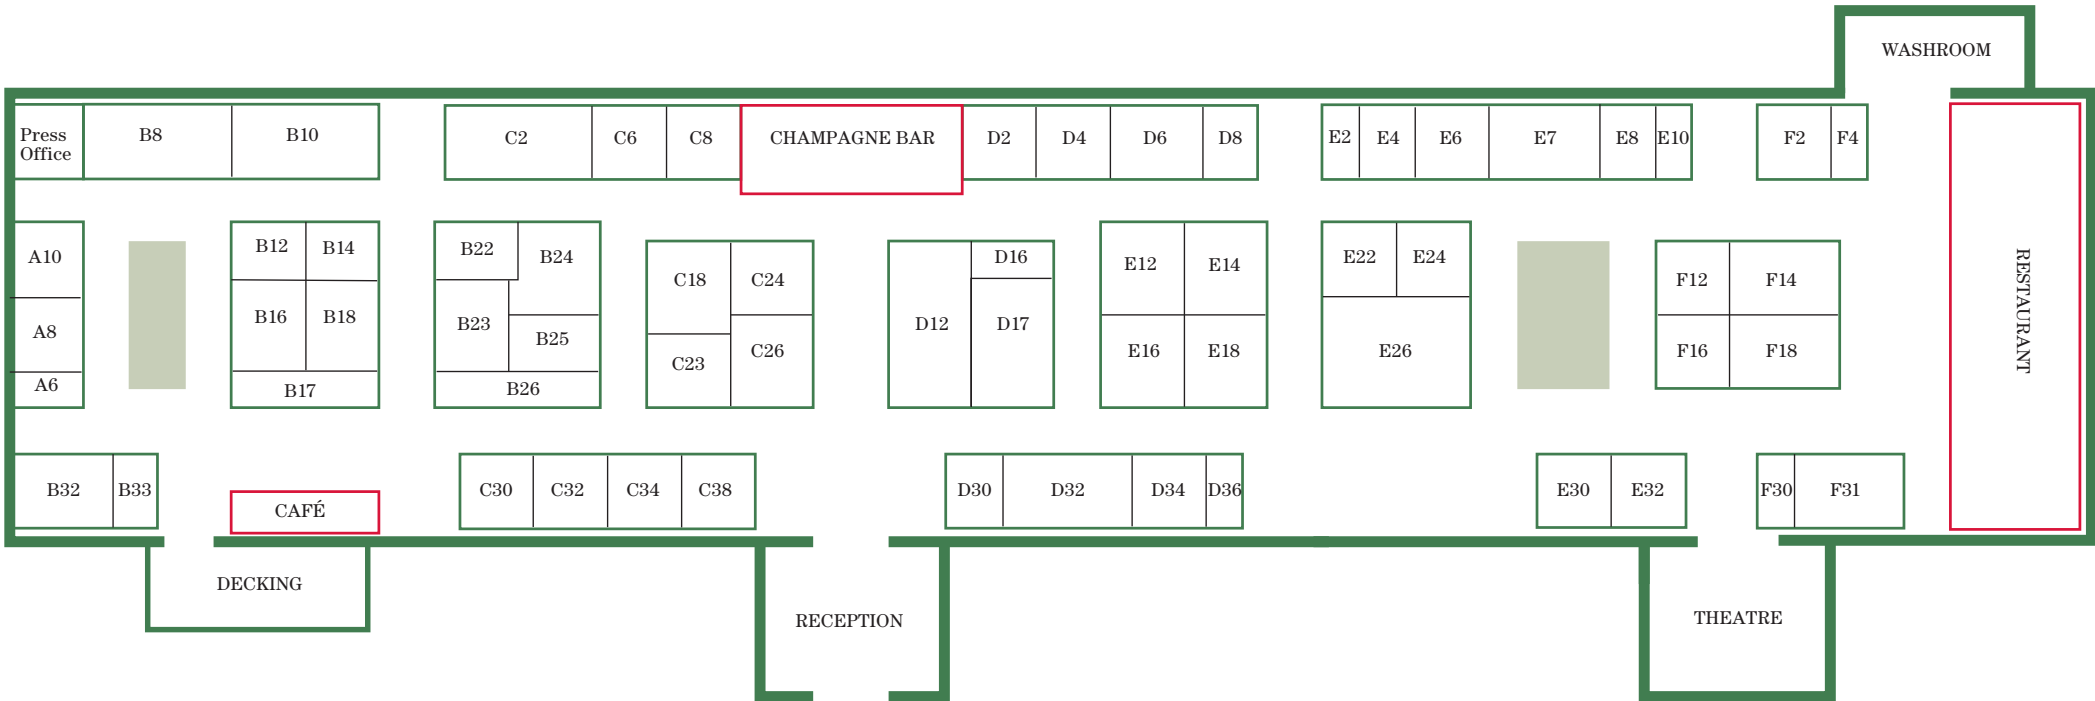 WASHROOM
Press
Office
B8
B10
C2
C6
C8
CHAMPAGNE BAR
D2
D4
D6
D8
E2
E4
E6
E7
E8
E10
F2
F4
A10
A8
A6
B12
B14
B16
B18
B17
B22
B24
B23
B25
B26
C18
C24
C23
C26
D12
D16
D17
E12
E14
E16
E18
E22
E24
E26
F12
F14
F16
F18
RESTAURANT
B32
B33
CAFÉ
C30
C32
C34
C38
D30
D32
D34
D36
E30
E32
F30
F31
DECKING
RECEPTION
THEATRE